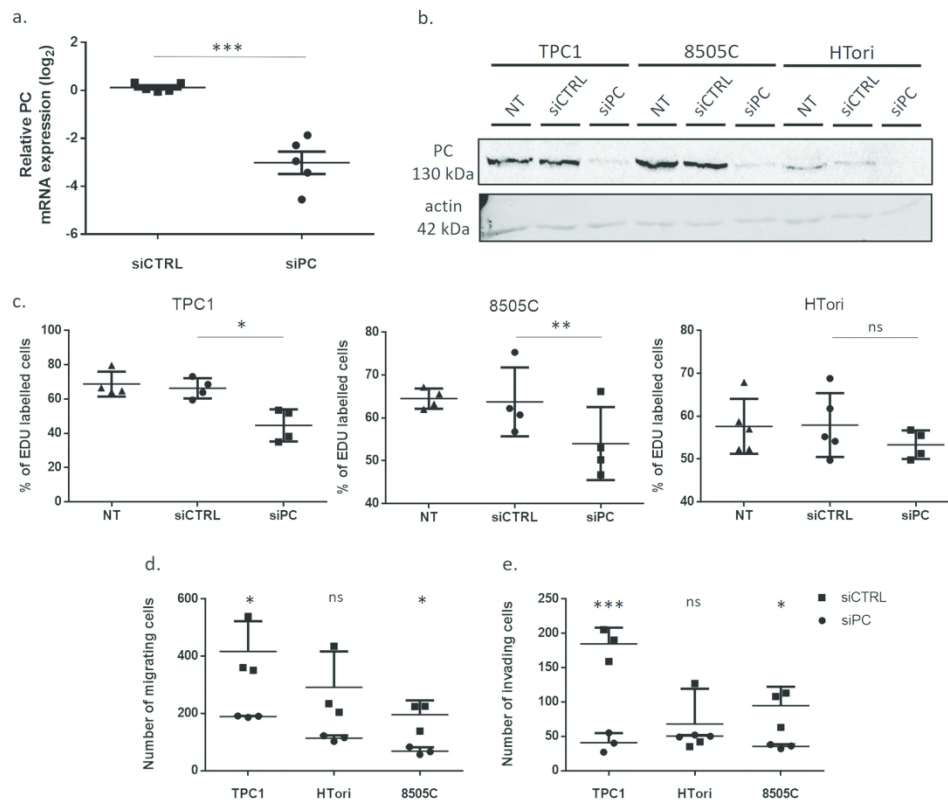 a.
***
Relative PC
mRNA expression (log2)
2
0
-2
-4
-6
siCTRL
siPC
b.
TPC1 8505C HTori
NT siCTRL siPC NT siCTRL siPC NT siCTRL siPC
PC
130 kDa
actin
42 kDa
c.
TPC1
*
% of EDU labelled cells
100
80
60
40
20
0
NT siCTRL siPC
8505C
**
% of EDU labelled cells
80
70
60
50
40
NT siCTRL siPC
HTori
ns
% of EDU labelled cells
80
70
60
50
40
NT siCTRL siPC
d.
* ns *
Number of migrating cells
600
400
200
0
TPC1 HTori 8505C
e.
*** ns *
Number of invading cells
250
200
150
100
50
0
TPC1 HTori 8505C
siCTRL
siPC